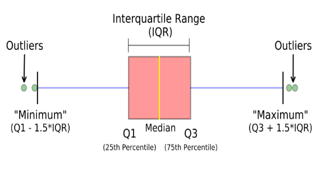 Interquartile Range
(IQR)
Outliers
Outliers
"Minimum"
(Q1 - 1.5*IQR)
"Maximum"
(Q3 + 1.5*IQR)
Q1
Median
Q3
(25th Percentile)
(75th Percentile)